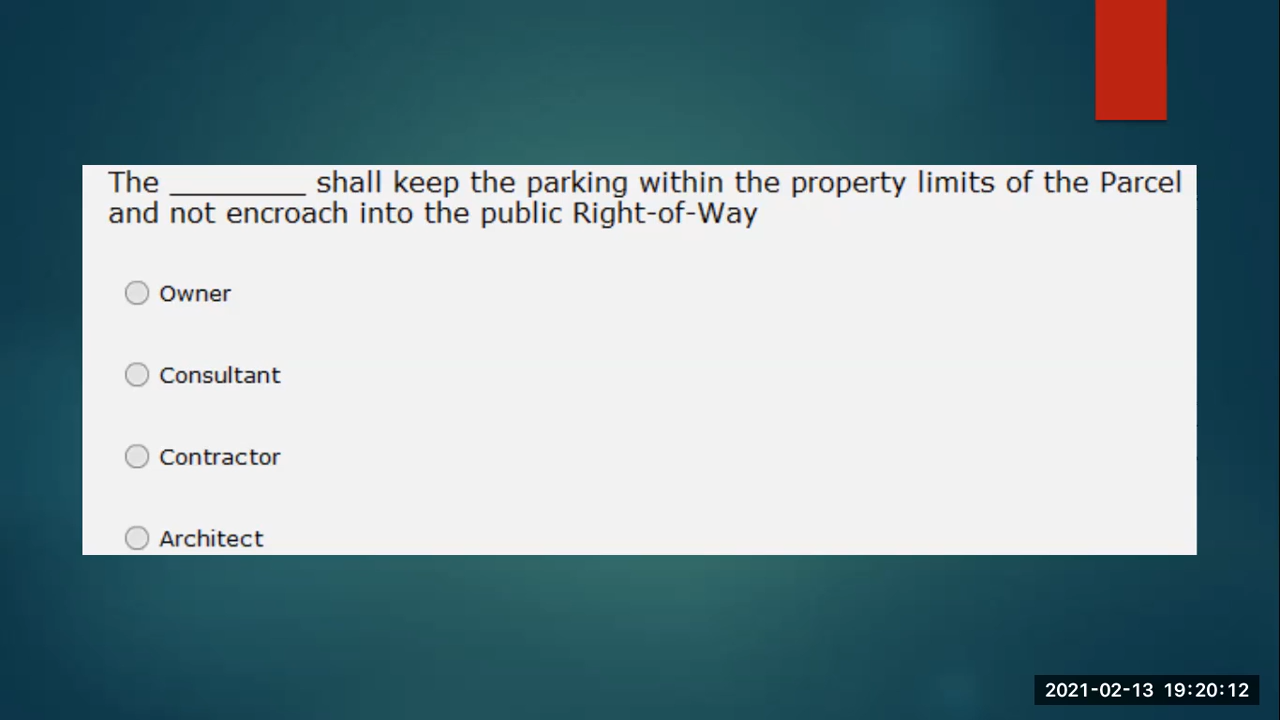 The _________ shall keep the parking within the property limits of the Parcel
and not encroach into the public Right-of-Way
Owner
Consultant
Contractor
Architect
2021-02-13 19:20:12